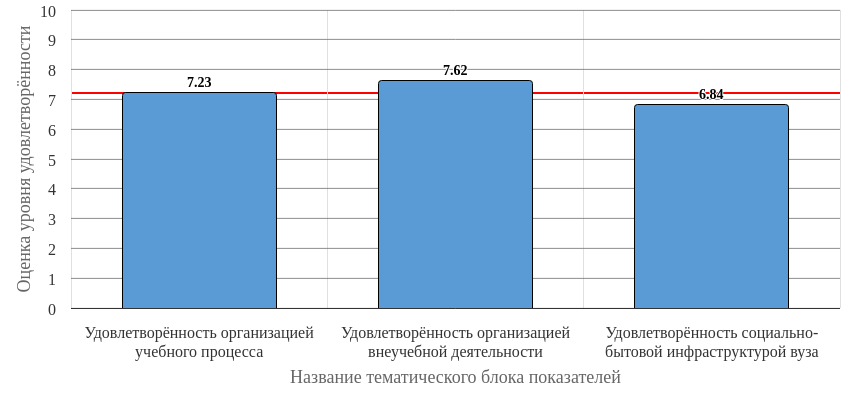 Оценка уровня удовлетворённости
10
9
8
7
6
5
4
3
2
1
0
7.23
7.62
6.84
Удовлетворённость организацией
учебного процесса
Удовлетворённость организацией
внеучебной деятельности
Удовлетворённость социально-
бытовой инфраструктурой вуза
Название тематического блока показателей